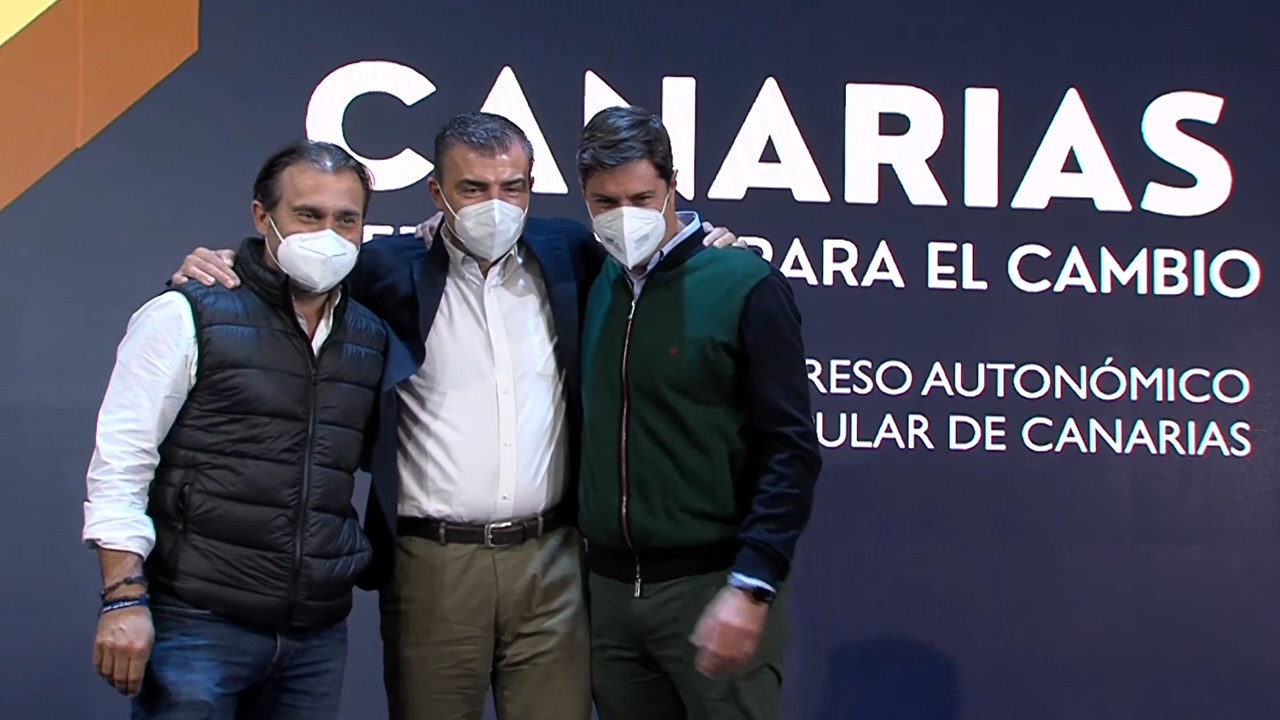 CANARIAS
PARA EL CAMBIO
RESO AUTONÓMICO
ULAR DE CANARIAS